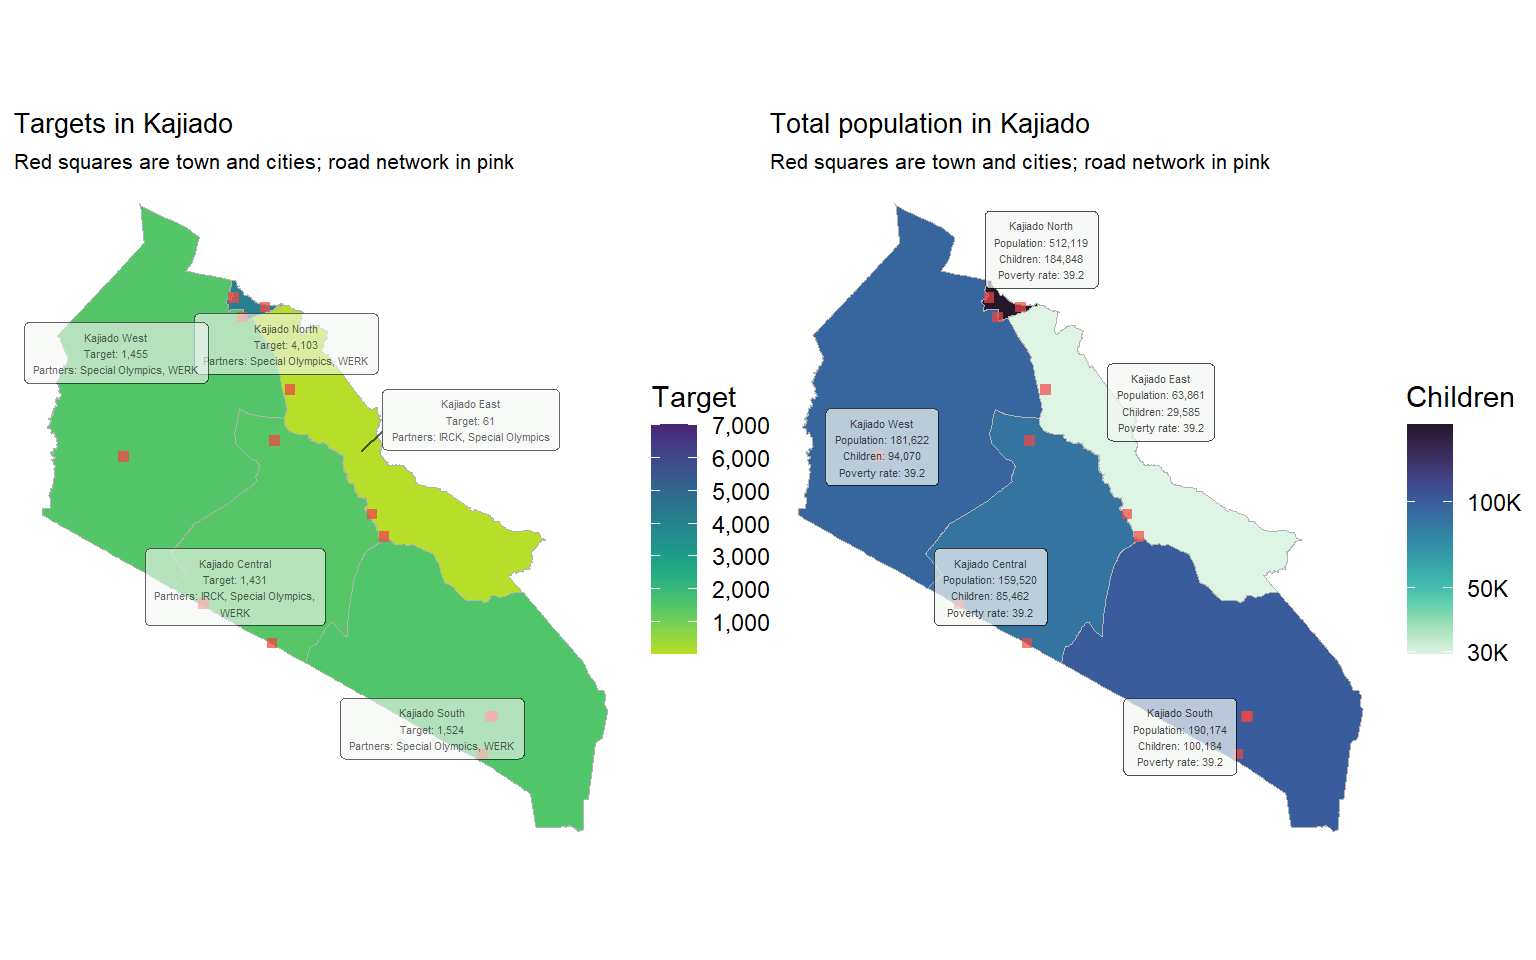 Targets in Kajiado
Red squares are town and cities; road network in pink
Kajiado West
Target: 1,455
Partners: Special Olympics, WERK
Kajiado North
Target: 4,103
Partners: Special Olympics, WERK
Kajiado East
Target: 61
Partners: IRCK, Special Olympics
Kajiado Central
Target: 1,431
Partners: IRCK, Special Olympics,
WERK
Kajiado South
Target: 1,524
Partners: Special Olympics, WERK
Target
7,000
6,000
5,000
4,000
3,000
2,000
1,000
Total population in Kajiado
Red squares are town and cities; road network in pink
Kajiado North
Population: 512,119
Children: 184,848
Poverty rate: 39.2
Kajiado East
Population: 63,861
Children: 29,585
Poverty rate: 39.2
Kajiado West
Population: 181,622
Children: 94,070
Poverty rate: 39.2
Kajiado Central
Population: 159,520
Children: 85,462
Poverty rate: 39.2
Kajiado South
Population: 190,174
Children: 100,184
Poverty rate: 39.2
Children
100K
50K
30K